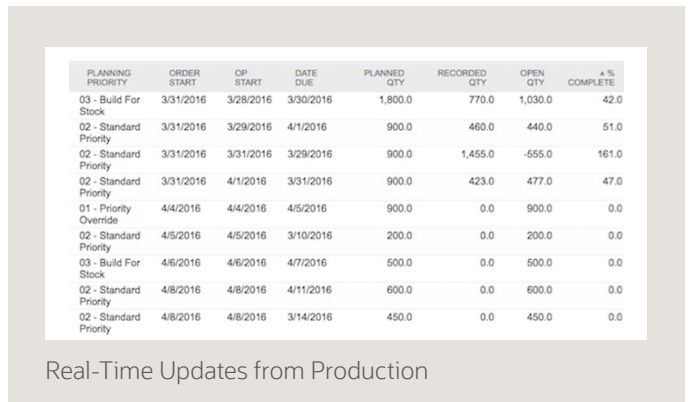 PLANNING ORDER OP DATE PLANNED RECORDED OPEN ▲ %
PRIORITY START START DUE QTY QTY QTY COMPLETE
03 - Build For 3/31/2016 3/28/2016 3/30/2016 1,800.0 770.0 1,030.0 42.0
Stock
02 - Standard 3/31/2016 3/29/2016 4/1/2016 900.0 460.0 440.0 51.0
Priority
02 - Standard 3/31/2016 3/31/2016 3/29/2016 900.0 1,455.0 -555.0 161.0
Priority
02 - Standard 3/31/2016 4/1/2016 3/31/2016 900.0 423.0 477.0 47.0
Priority
01 - Priority 4/4/2016 4/4/2016 4/5/2016 900.0 0.0 900.0 0.0
Override
02 - Standard 4/5/2016 4/5/2016 3/10/2016 200.0 0.0 200.0 0.0
Priority
03 - Build For 4/6/2016 4/6/2016 4/7/2016 500.0 0.0 500.0 0.0
Stock
02 - Standard 4/8/2016 4/8/2016 4/11/2016 600.0 0.0 600.0 0.0
Priority
02 - Standard 4/8/2016 4/8/2016 3/14/2016 450.0 0.0 450.0 0.0
Priority
Real-Time Updates from Production